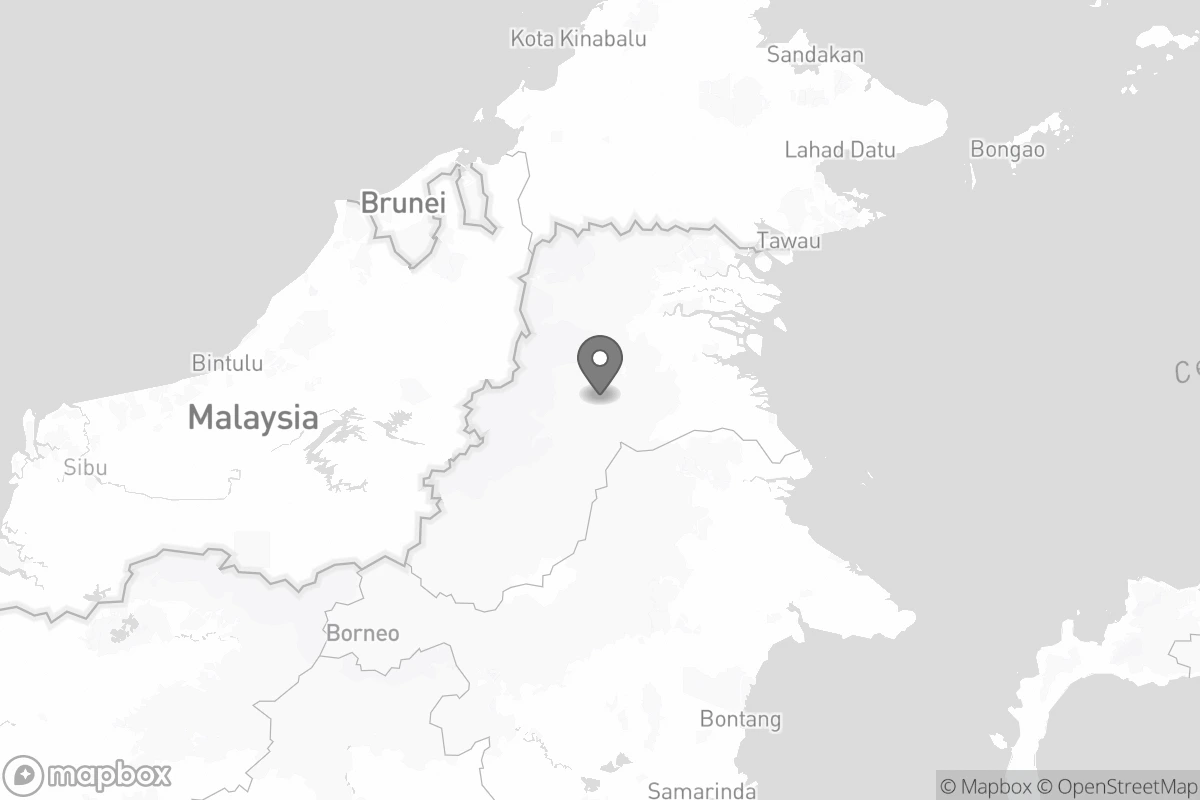 Kota Kinabalu
Sandakan
Lahad Datu
Bongao
Brunei
Tawau
Bintulu
Malaysia
Sibu
Borneo
Bontang
Samarinda
mapbox
© Mapbox © OpenStreetMap